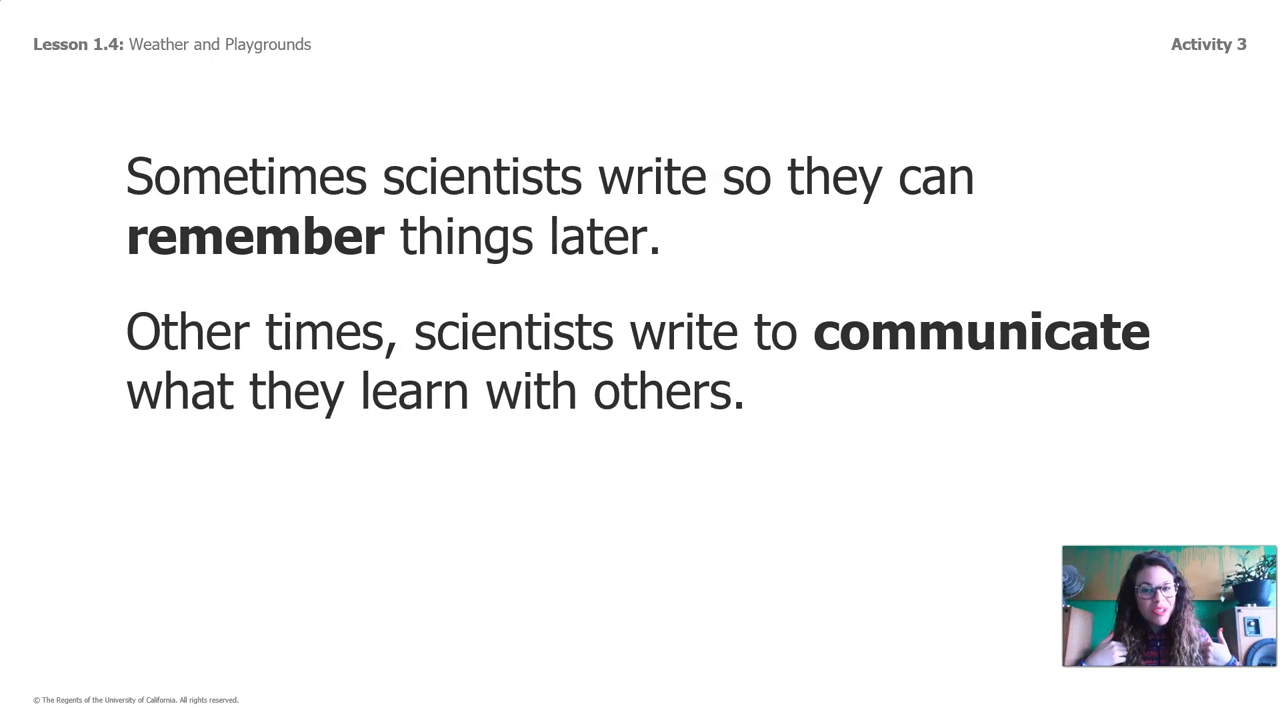 Lesson 1.4: Weather and Playgrounds
Activity 3
Sometimes scientists write so they can
remember things later.
Other times, scientists write to communicate
what they learn with others.
© The Regents of the University of California. All rights reserved.